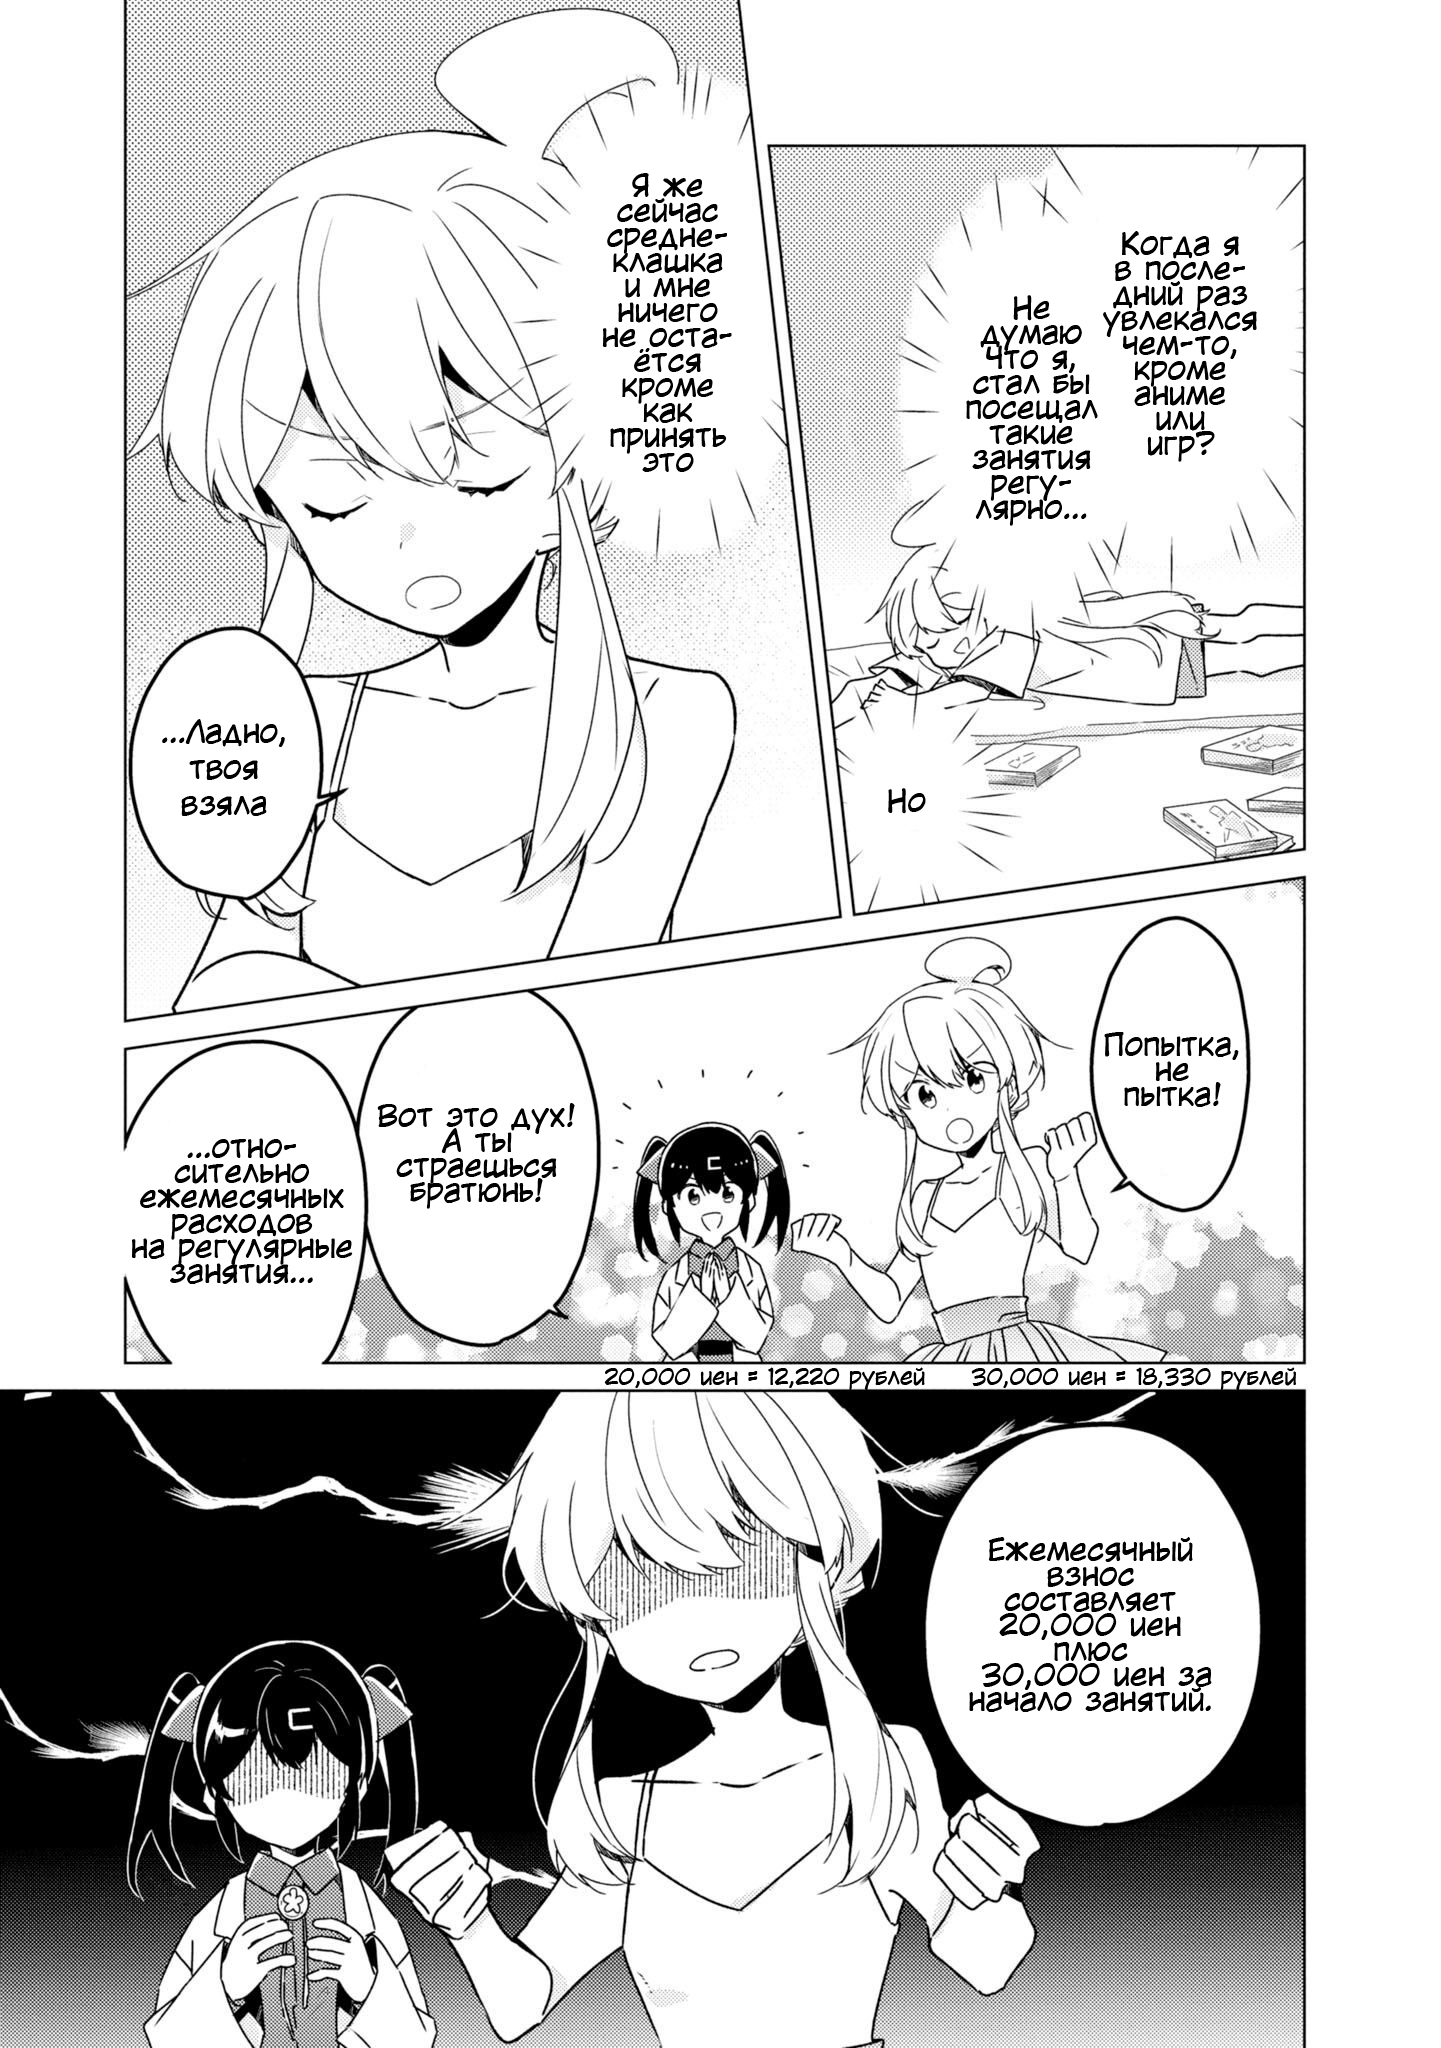 Когда я
в после-
дний раз
увлекался
чем-то,
кроме
аниме
или
игр?
Не
думаю
что я,
стал бы
посещал
такие
занятия
регу-
лярно...
Но
Я же
сейчас
средне-
клашка
и мне
ничего
не оста-
ётся
кроме
как
принять
это
...Ладно,
твоя
взяла
Попытка,
не
пытка!
Вот это дух!
А ты
страешься
братюнь!
...отно-
сительно
ежемесячных
расходов
на регулярные
занятия...
20,000 иен = 12,220 рублей 30,000 иен = 18,330 рублей
Ежемесячный
взнос
составляет
20,000 иен
плюс
30,000 иен за
начало занятий.